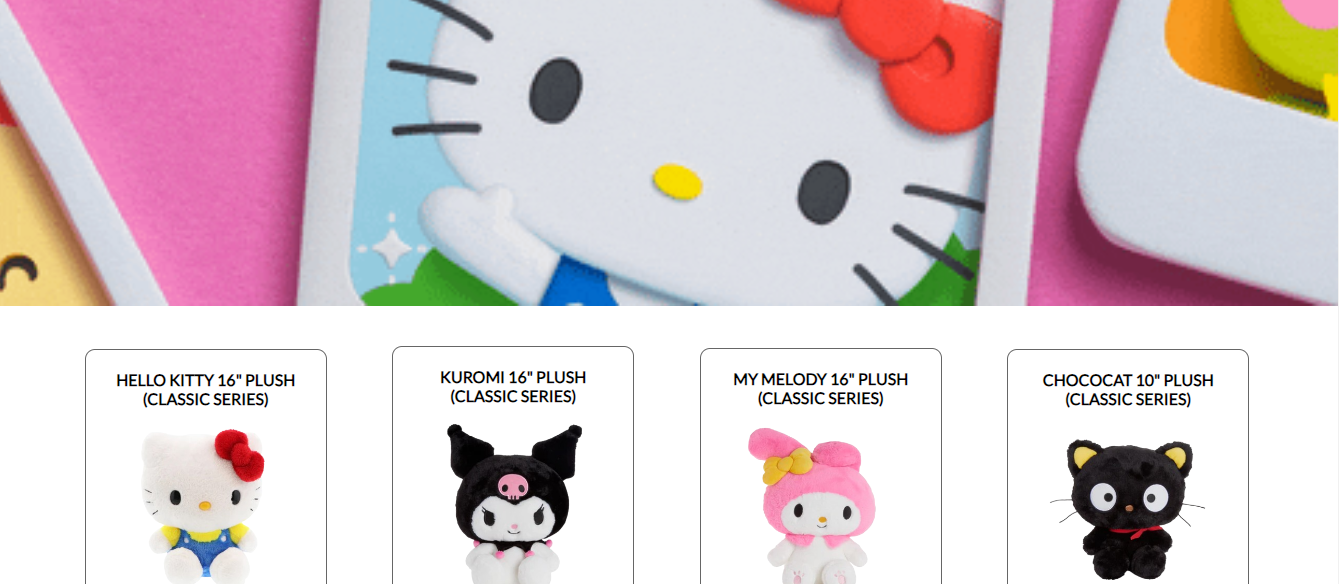 HELLO KITTY 16" PLUSH
(CLASSIC SERIES)
KUROMI 16" PLUSH
(CLASSIC SERIES)
MY MELODY 16" PLUSH
(CLASSIC SERIES)
CHOCOCAT 10" PLUSH
(CLASSIC SERIES)